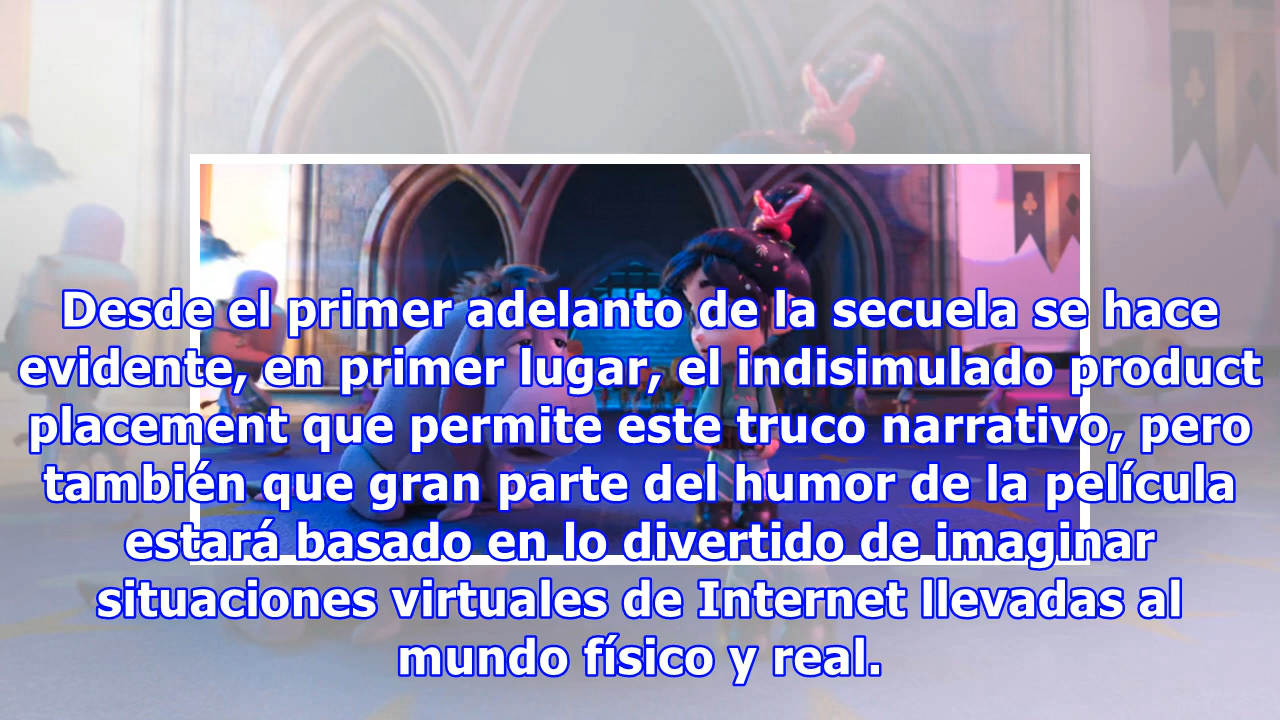 Desde el primer adelanto de la secuela se hace
evidente, en primer lugar, el indisimulado product
placement que permite este truco narrativo, pero
también que gran parte del humor de la película
estará basado en lo divertido de imaginar
situaciones virtuales de Internet llevadas al
mundo físico y real.